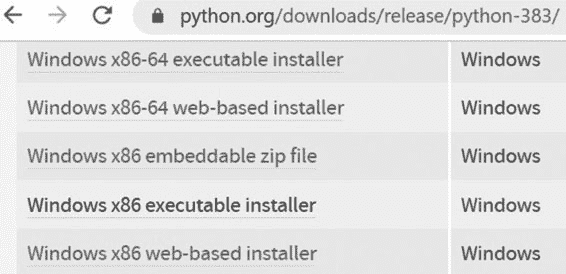 python.org/downloads/release/python-383/
Windows x86-64 executable installer Windows
Windows x86-64 web-based installer Windows
Windows x86 embeddable zip file Windows
Windows x86 executable installer Windows
Windows x86 web-based installer Windows